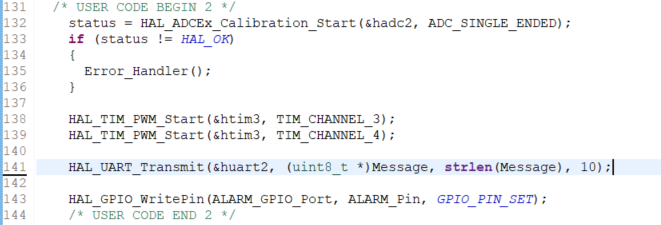 131 /* USER CODE BEGIN 2 */
132 status = HAL_ADCEx_Calibration_Start(&hadc2, ADC_SINGLE_ENDED);
133 if (status != HAL_OK)
134 {
135 Error_Handler();
136 }
137
138 HAL_TIM_PWM_Start(&htim3, TIM_CHANNEL_3);
139 HAL_TIM_PWM_Start(&htim3, TIM_CHANNEL_4);
140
141 HAL_UART_Transmit(&huart2, (uint8_t *)Message, strlen(Message), 10);
142
143 HAL_GPIO_WritePin(ALARM_GPIO_Port, ALARM_Pin, GPIO_PIN_SET);
144 /* USER CODE END 2 */